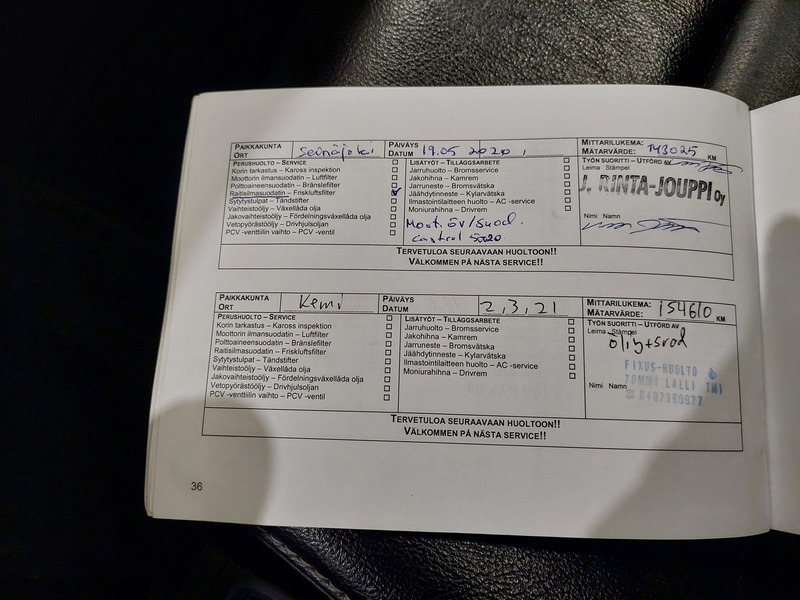 PAIKKAKUNTA ORT Seinäjoki PÄIVÄYS DATUM 19.05 2020 MITTARILUKEMA: MÄTARVÄRDE: 143025 KM
PERUSHUOLTO – SERVICE
Korin tarkastus – Kaross inspektion
Moottorin ilmansuodatin – Luftfilter
Polttoaineensuodatin – Bränslefilter
Raitisilmasuodatin – Friskluftsfilter
Sytytystulpat – Tändstifter
Vaihteistoöljy – Växellåda olja
Jakovaihteistoöljy – Fördelningsväxellåda olja
Vetopyörästööljy – Drivhjulsoljan
PCV -venttiilin vaihto – PCV -ventil
LISÄTYÖT – TILLÄGGSARBETE
Jarruhuolto – Bromsservice
Jakohihna – Kamrem
Jarruneste – Bromsvätska
Jäähdytinneste – Kylarvätska
Ilmastointilaitteen huolto – AC -service
Moniurahihna – Drivrem
castrol 5w20
TYÖN SUORITTI – UTFÖRD AV
Leima Stämpel
J. RINTA-JOUPPI Oy
Nimi Namn
TERVETULOA SEURAAVAAN HUOLTOON!!
VÄLKOMMEN PÅ NÄSTA SERVICE!!
PAIKKAKUNTA ORT Kemi PÄIVÄYS DATUM 2,3,21 MITTARILUKEMA: MÄTARVÄRDE: 154610 KM
PERUSHUOLTO – SERVICE
Korin tarkastus – Kaross inspektion
Moottorin ilmansuodatin – Luftfilter
Polttoaineensuodatin – Bränslefilter
Raitisilmasuodatin – Friskluftsfilter
Sytytystulpat – Tändstifter
Vaihteistoöljy – Växellåda olja
Jakovaihteistoöljy – Fördelningsväxellåda olja
Vetopyörästööljy – Drivhjulsoljan
PCV -venttiilin vaihto – PCV -ventil
LISÄTYÖT – TILLÄGGSARBETE
Jarruhuolto – Bromsservice
Jakohihna – Kamrem
Jarruneste – Bromsvätska
Jäähdytinneste – Kylarvätska
Ilmastointilaitteen huolto – AC -service
Moniurahihna – Drivrem
TYÖN SUORITTI – UTFÖRD AV
Leima Stämpel
öljy+suod
FIXUS-HUOLTO
TOMMI LALLI TMI
0407360977
Nimi Namn
TERVETULOA SEURAAVAAN HUOLTOON!!
VÄLKOMMEN PÅ NÄSTA SERVICE!!
36